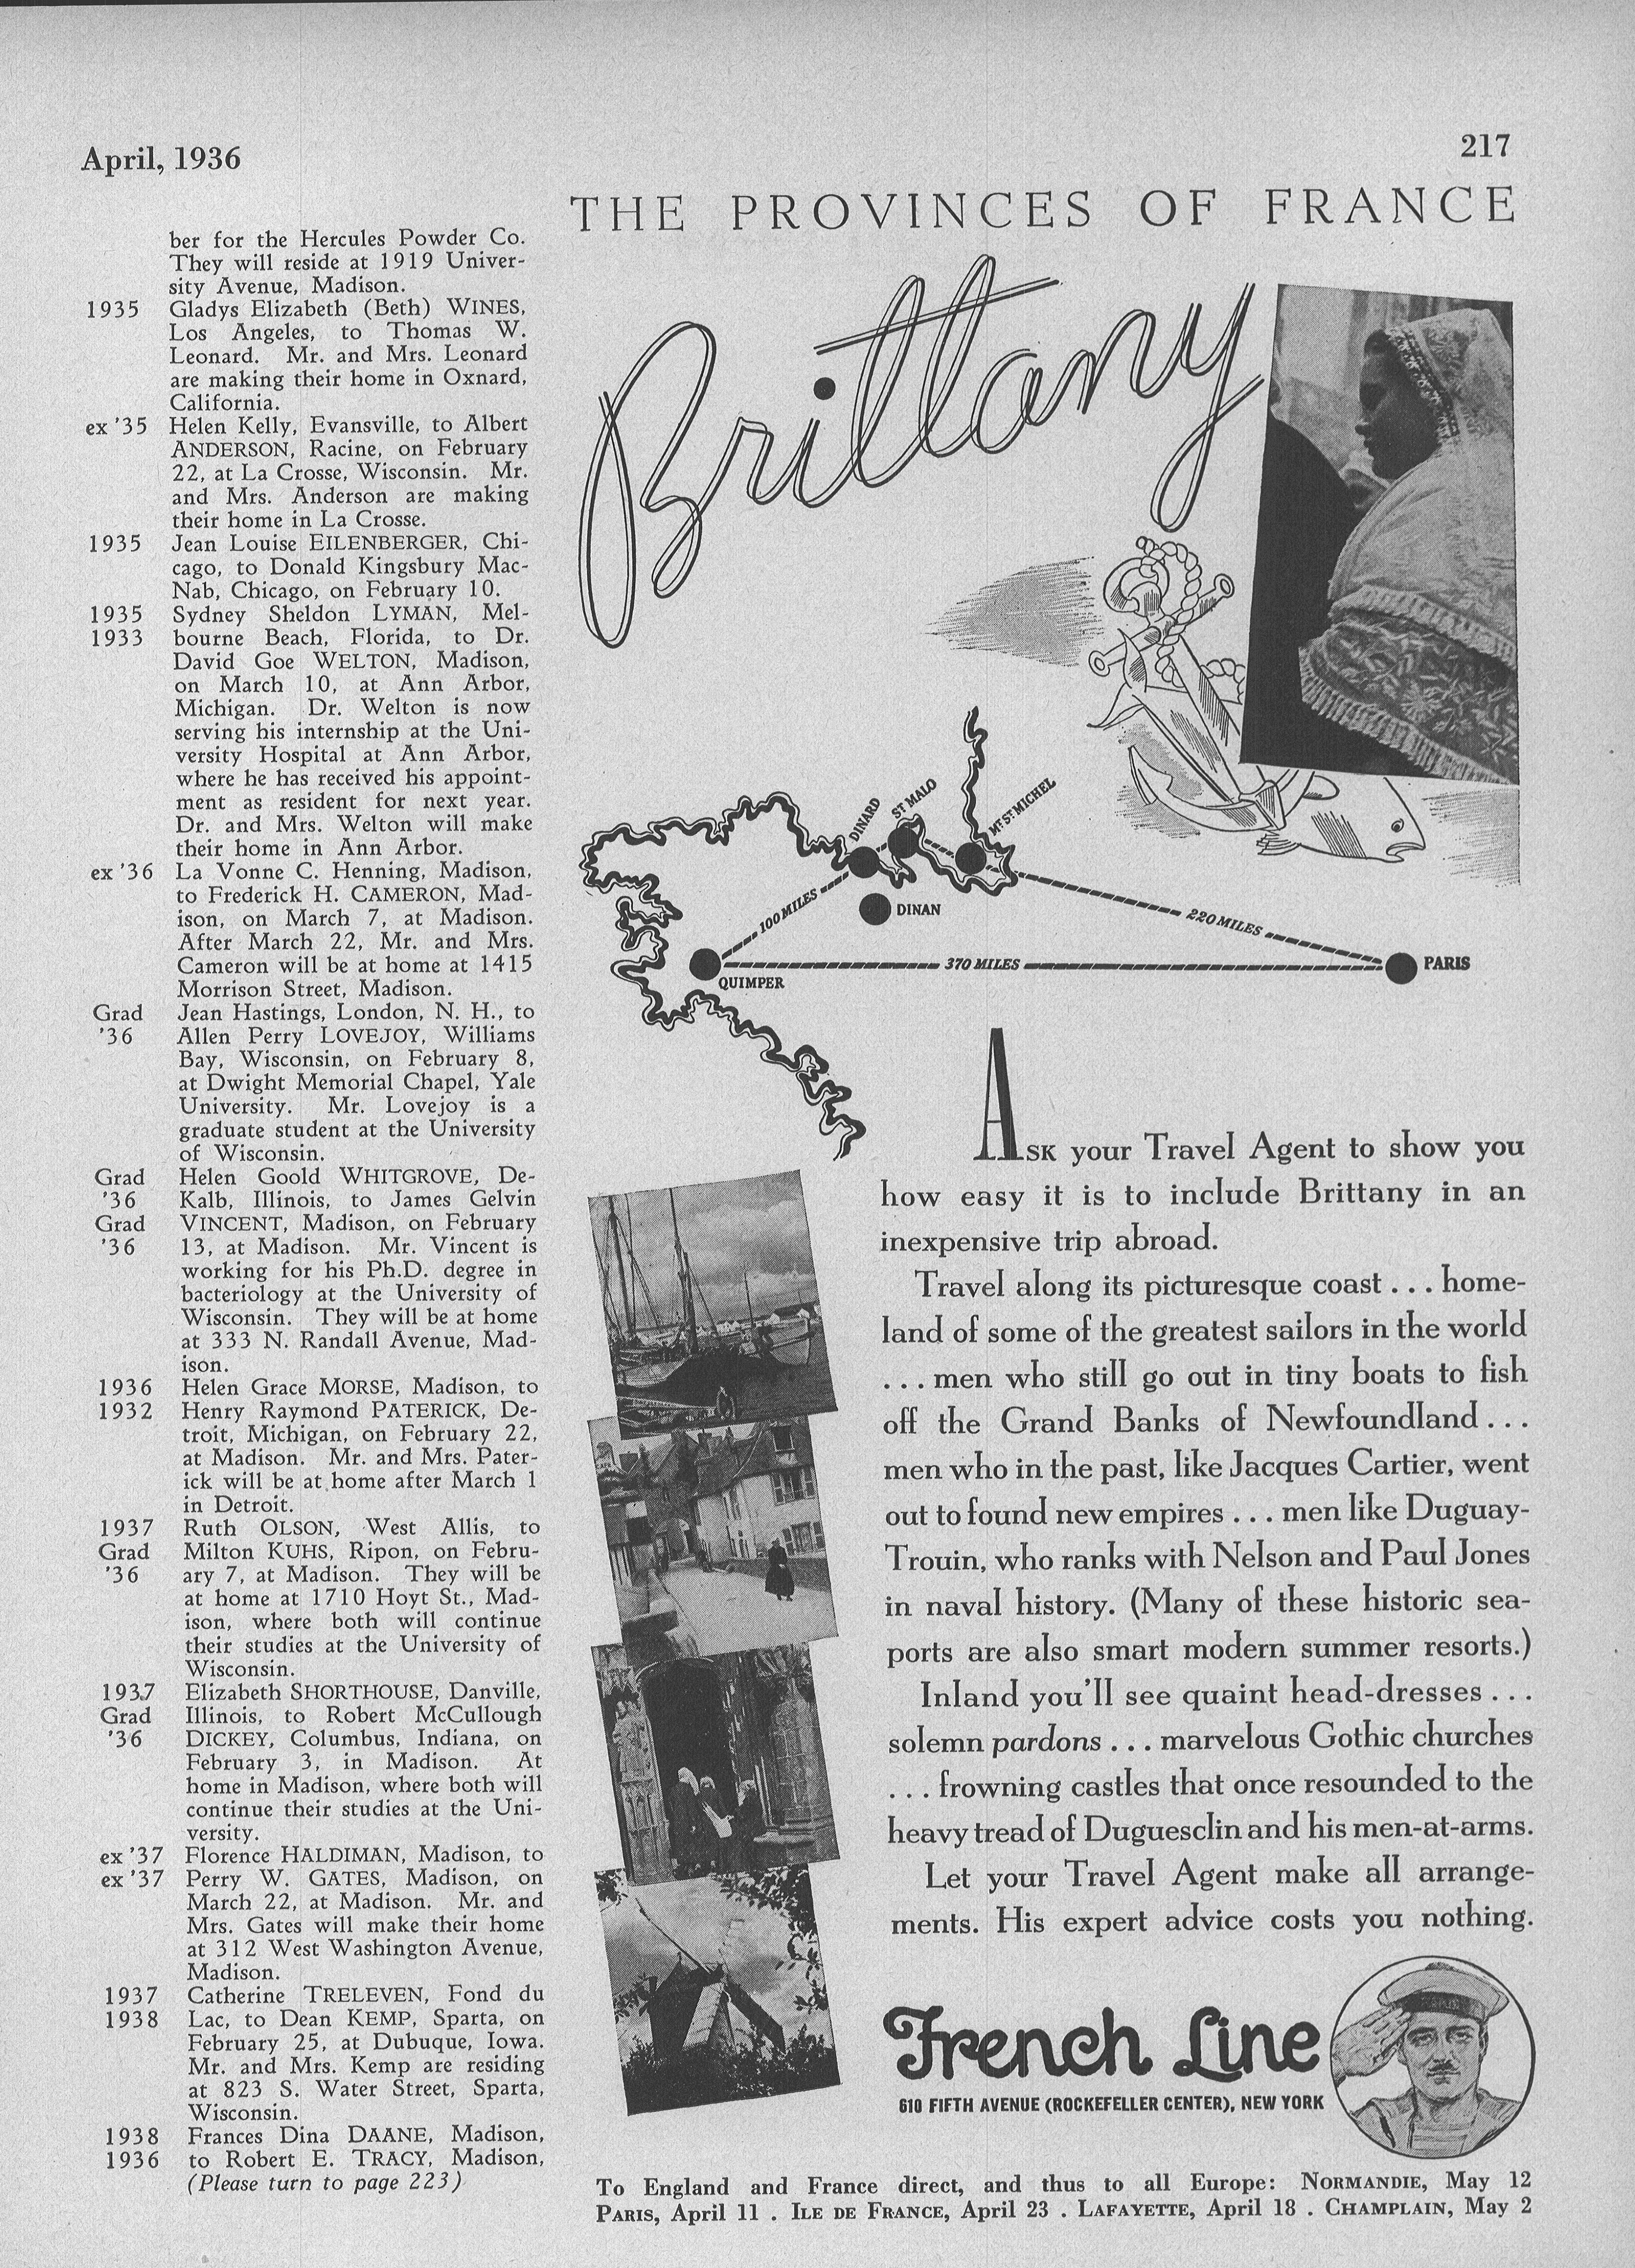 April, 1936
217
ber for the Hercules Powder Co.
They will reside at 1919 Univer-
sity Avenue, Madison.
1935 Gladys Elizabeth (Beth) WINES,
Los Angeles, to Thomas W.
Leonard. Mr. and Mrs. Leonard
are making their home in Oxnard,
California.
ex '35 Helen Kelly, Evansville, to Albert
ANDERSON, Racine, on February
22, at La Crosse, Wisconsin. Mr.
and Mrs. Anderson are making
their home in La Crosse.
1935 Jean Louise EILENBERGER, Chi-
cago, to Donald Kingsbury Mac-
Nab, Chicago, on February 10.
1935 Sydney Sheldon LYMAN, Mel-
1933 bourne Beach, Florida, to Dr.
David Goe WELTON, Madison,
on March 10, at Ann Arbor,
Michigan. Dr. Welton is now
serving his internship at the Uni-
versity Hospital at Ann Arbor,
where he has received his appoint-
ment as resident for next year.
Dr. and Mrs. Welton will make
their home in Ann Arbor.
ex '36 La Vonne C. Henning, Madison,
to Frederick H. CAMERON, Mad-
ison, on March 7, at Madison.
After March 22, Mr. and Mrs.
Cameron will be at home at 1415
Morrison Street, Madison.
Grad Jean Hastings, London, N. H., to
'36 Allen Perry LOVEJOY, Williams
Bay, Wisconsin, on February 8,
at Dwight Memorial Chapel, Yale
University. Mr. Lovejoy is a
graduate student at the University
of Wisconsin.
Grad Helen Goold WHITGROVE, De-
'36 Kalb, Illinois, to James Gelvin
Grad VINCENT, Madison, on February
'36 13, at Madison. Mr. Vincent is
working for his Ph.D. degree in
bacteriology at the University of
Wisconsin. They will be at home
at 333 N. Randall Avenue, Mad-
ison.
1936 Helen Grace MORSE, Madison, to
1932 Henry Raymond PATERICK, De-
troit, Michigan, on February 22,
at Madison. Mr. and Mrs. Pater-
ick will be at home after March 1
in Detroit.
1937 Ruth OLSON, West Allis, to
Grad Milton KUHS, Ripon, on Febru-
'36 ary 7, at Madison. They will be
at home at 1710 Hoyt St., Mad-
ison, where both will continue
their studies at the University of
Wisconsin.
1937 Elizabeth SHORTHOUSE, Danville,
Grad Illinois, to Robert McCullough
'36 DICKEY, Columbus, Indiana, on
February 3, in Madison. At
home in Madison, where both will
continue their studies at the Uni-
versity.
ex '37 Florence HALDIMAN, Madison, to
ex '37 Perry W. GATES, Madison, on
March 22, at Madison. Mr. and
Mrs. Gates will make their home
at 312 West Washington Avenue,
Madison.
1937 Catherine TRELEVEN, Fond du
1938 Lac, to Dean KEMP, Sparta, on
February 25, at Dubuque, Iowa.
Mr. and Mrs. Kemp are residing
at 823 S. Water Street, Sparta,
Wisconsin.
1938 Frances Dina DAANE, Madison,
1936 to Robert E. TRACY, Madison,
(Please turn to page 223)
THE PROVINCES OF FRANCE
Brittany
DINARD
ST MALO
MT ST MICHEL
100 MILES
DINAN
220 MILES
370 MILES
PARIS
QUIMPER
ASK your Travel Agent to show you
how easy it is to include Brittany in an
inexpensive trip abroad.
Travel along its picturesque coast . . . home-
land of some of the greatest sailors in the world
. . . men who still go out in tiny boats to fish
off the Grand Banks of Newfoundland . . .
men who in the past, like Jacques Cartier, went
out to found new empires . . . men like Duguay-
Trouin, who ranks with Nelson and Paul Jones
in naval history. (Many of these historic sea-
ports are also smart modern summer resorts.)
Inland you'll see quaint head-dresses . . .
solemn pardons . . . marvelous Gothic churches
. . . frowning castles that once resounded to the
heavy tread of Duguesclin and his men-at-arms.
Let your Travel Agent make all arrange-
ments. His expert advice costs you nothing.
French Line
610 FIFTH AVENUE (ROCKEFELLER CENTER), NEW YORK
To England and France direct, and thus to all Europe: NORMANDIE, May 12
PARIS, April 11 . ILE DE FRANCE, April 23 . LAFAYETTE, April 18 . CHAMPLAIN, May 2